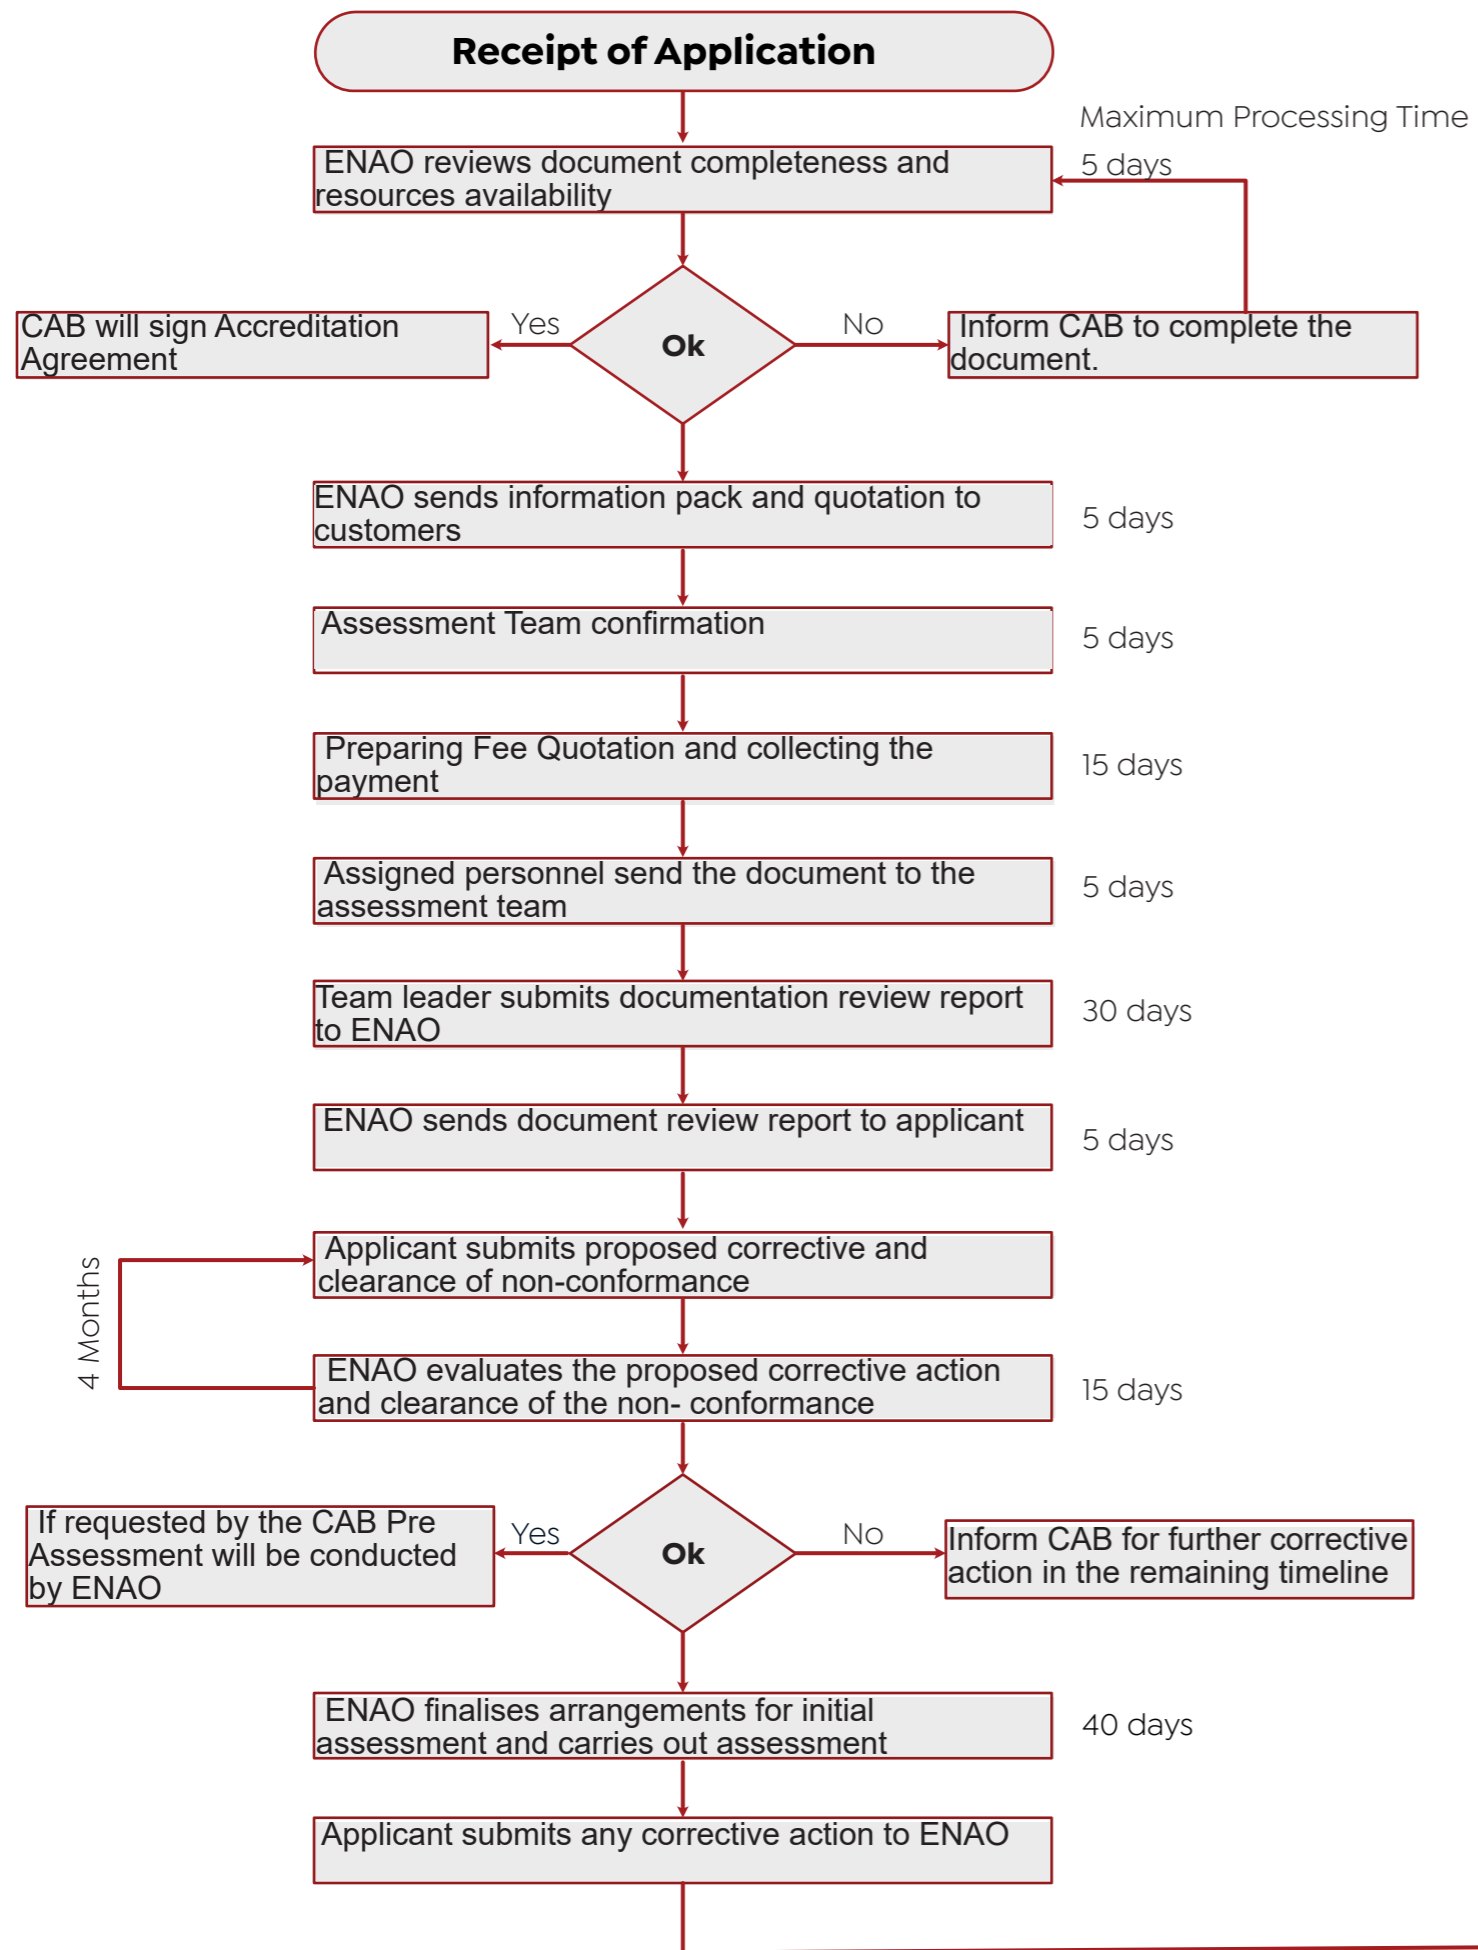 Receipt of Application
Maximum Processing Time
ENAO reviews document completeness and
resources availability
5 days
CAB will sign Accreditation
Agreement
Yes
Ok
No
Inform CAB to complete the
document.
ENAO sends information pack and quotation to
customers
5 days
Assessment Team confirmation
5 days
Preparing Fee Quotation and collecting the
payment
15 days
Assigned personnel send the document to the
assessment team
5 days
Team leader submits documentation review report
to ENAO
30 days
ENAO sends document review report to applicant
5 days
Applicant submits proposed corrective and
clearance of non-conformance
4 Months
ENAO evaluates the proposed corrective action
and clearance of the non- conformance
15 days
If requested by the CAB Pre
Assessment will be conducted
by ENAO
Yes
Ok
No
Inform CAB for further corrective
action in the remaining timeline
ENAO finalises arrangements for initial
assessment and carries out assessment
40 days
Applicant submits any corrective action to ENAO